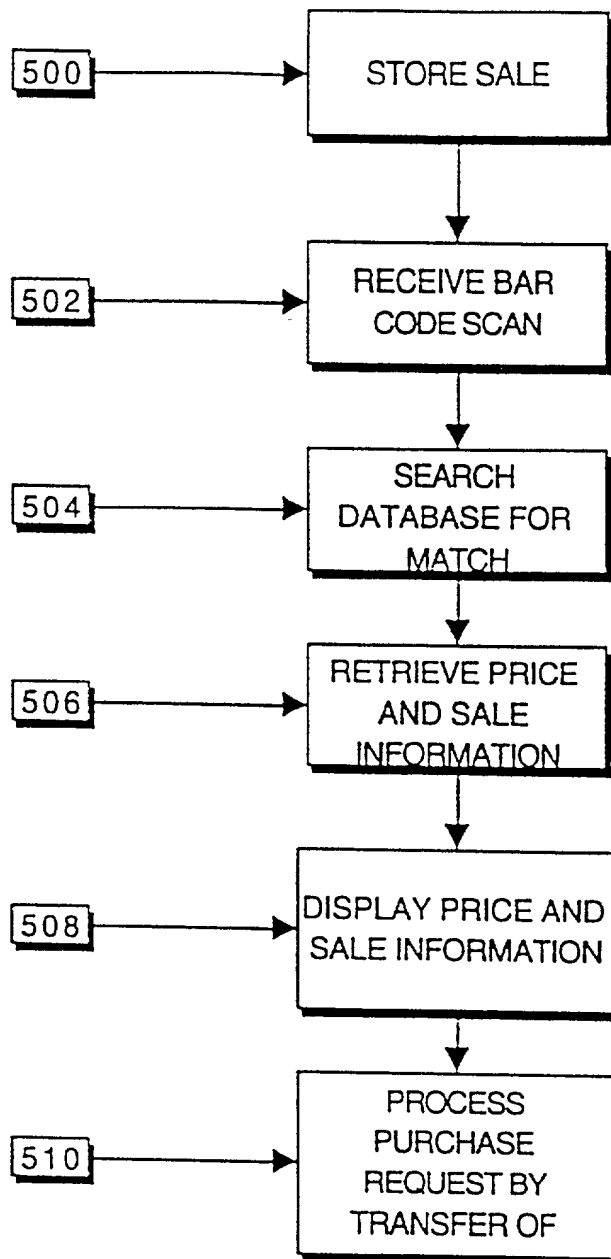 500
STORE SALE
502
RECEIVE BAR
CODE SCAN
504
SEARCH
DATABASE FOR
MATCH
506
RETRIEVE PRICE
AND SALE
INFORMATION
508
DISPLAY PRICE AND
SALE INFORMATION
510
PROCESS
PURCHASE
REQUEST BY
TRANSFER OF